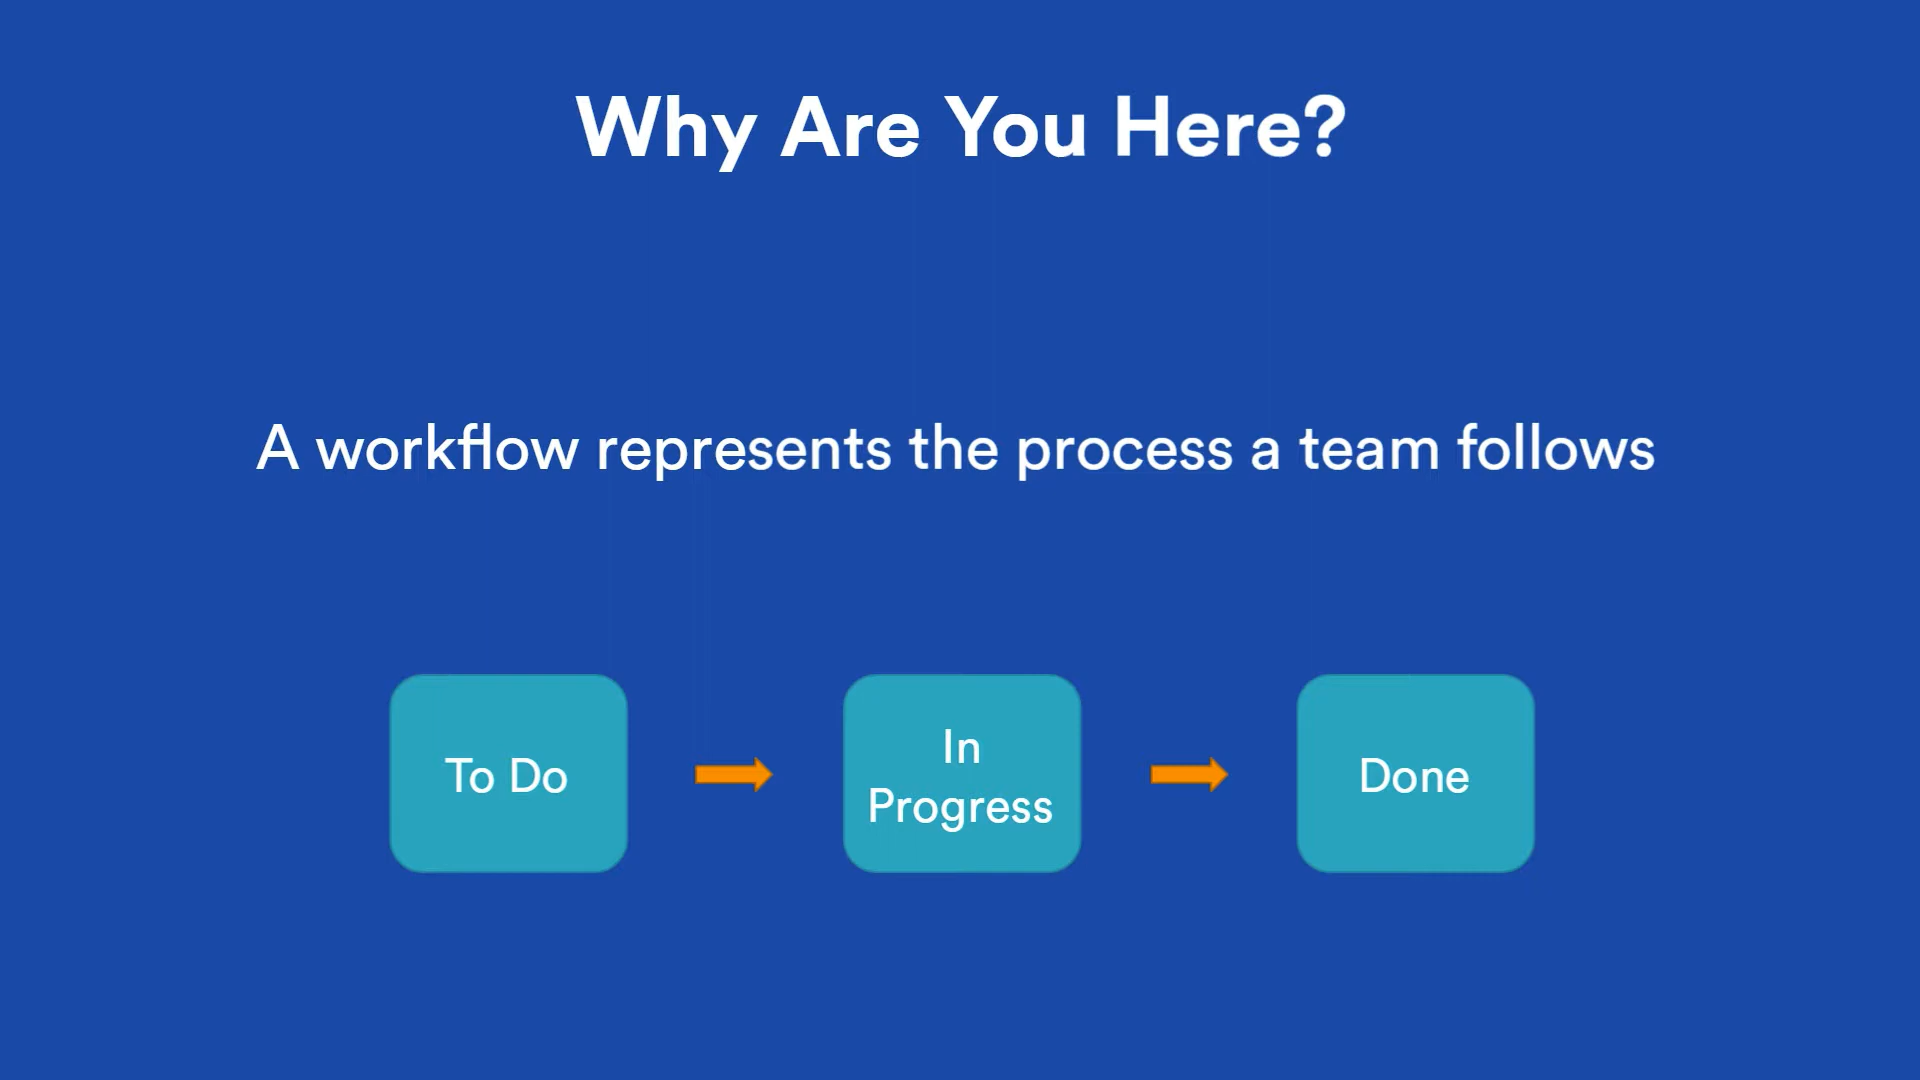 Why Are You Here?
A workflow represents the process a team follows
To Do
In
Progress
Done